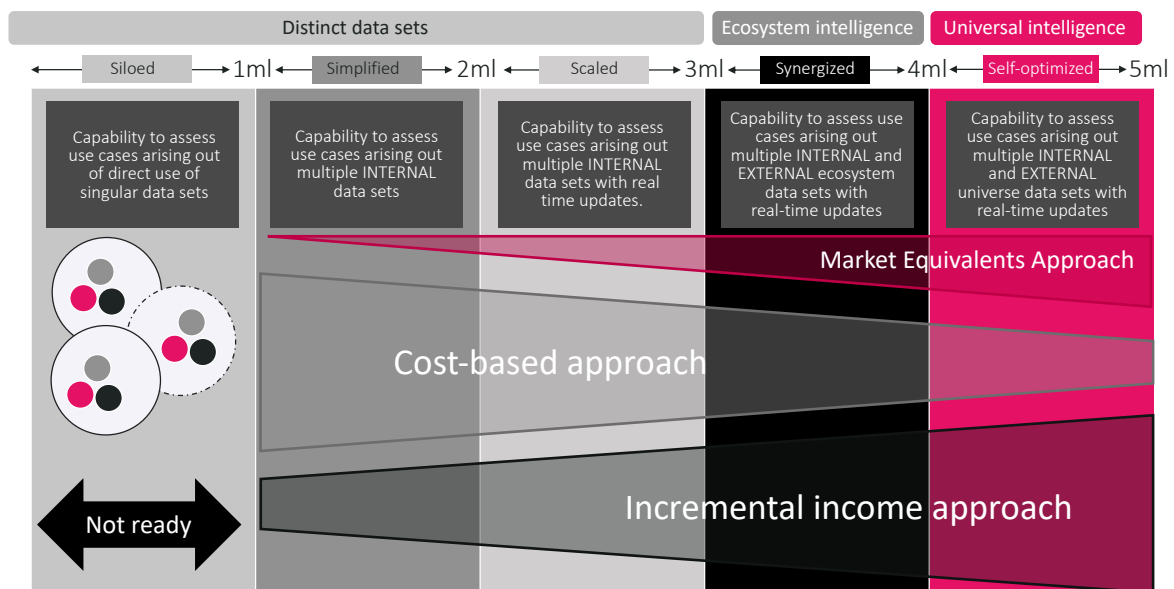 Distinct data sets
Ecosystem intelligence
Universal intelligence
Siloed
1ml
Simplified
2ml
Scaled
3ml
Synergized
4ml
Self-optimized
5ml
Capability to assess
use cases arising out
of direct use of
singular data sets
Capability to assess
use cases arising out
multiple INTERNAL
data sets
Capability to assess
use cases arising out
multiple INTERNAL
data sets with real
time updates.
Capability to assess use
cases arising out
multiple INTERNAL and
EXTERNAL ecosystem
data sets with
real-time updates
Capability to assess
use cases arising out
multiple INTERNAL
and EXTERNAL
universe data sets with
real-time updates
Market Equivalents Approach
Cost-based approach
Incremental income approach
Not ready